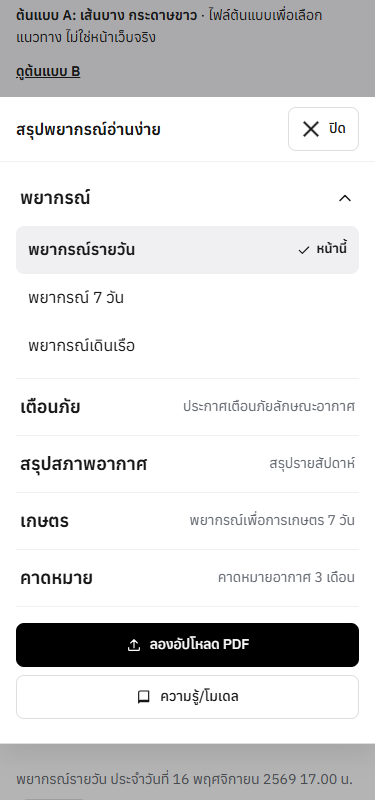 ต้นแบบ A: เส้นบาง กระดาษขาว · ไฟล์ต้นแบบเพื่อเลือก
แนวทาง ไม่ใช่หน้าเว็บจริง
ดูต้นแบบ B
สรุปพยากรณ์อ่านง่าย
ปิด
พยากรณ์
พยากรณ์รายวัน
หน้านี้
พยากรณ์ 7 วัน
พยากรณ์เดินเรือ
เตือนภัย
ประกาศเตือนภัยลักษณะอากาศ
สรุปสภาพอากาศ
สรุปรายสัปดาห์
เกษตร
พยากรณ์เพื่อการเกษตร 7 วัน
คาดหมาย
คาดหมายอากาศ 3 เดือน
ลองอัปโหลด PDF
ความรู้/โมเดล
พยากรณ์รายวัน ประจำวันที่ 16 พฤศจิกายน 2569 17.00 น.